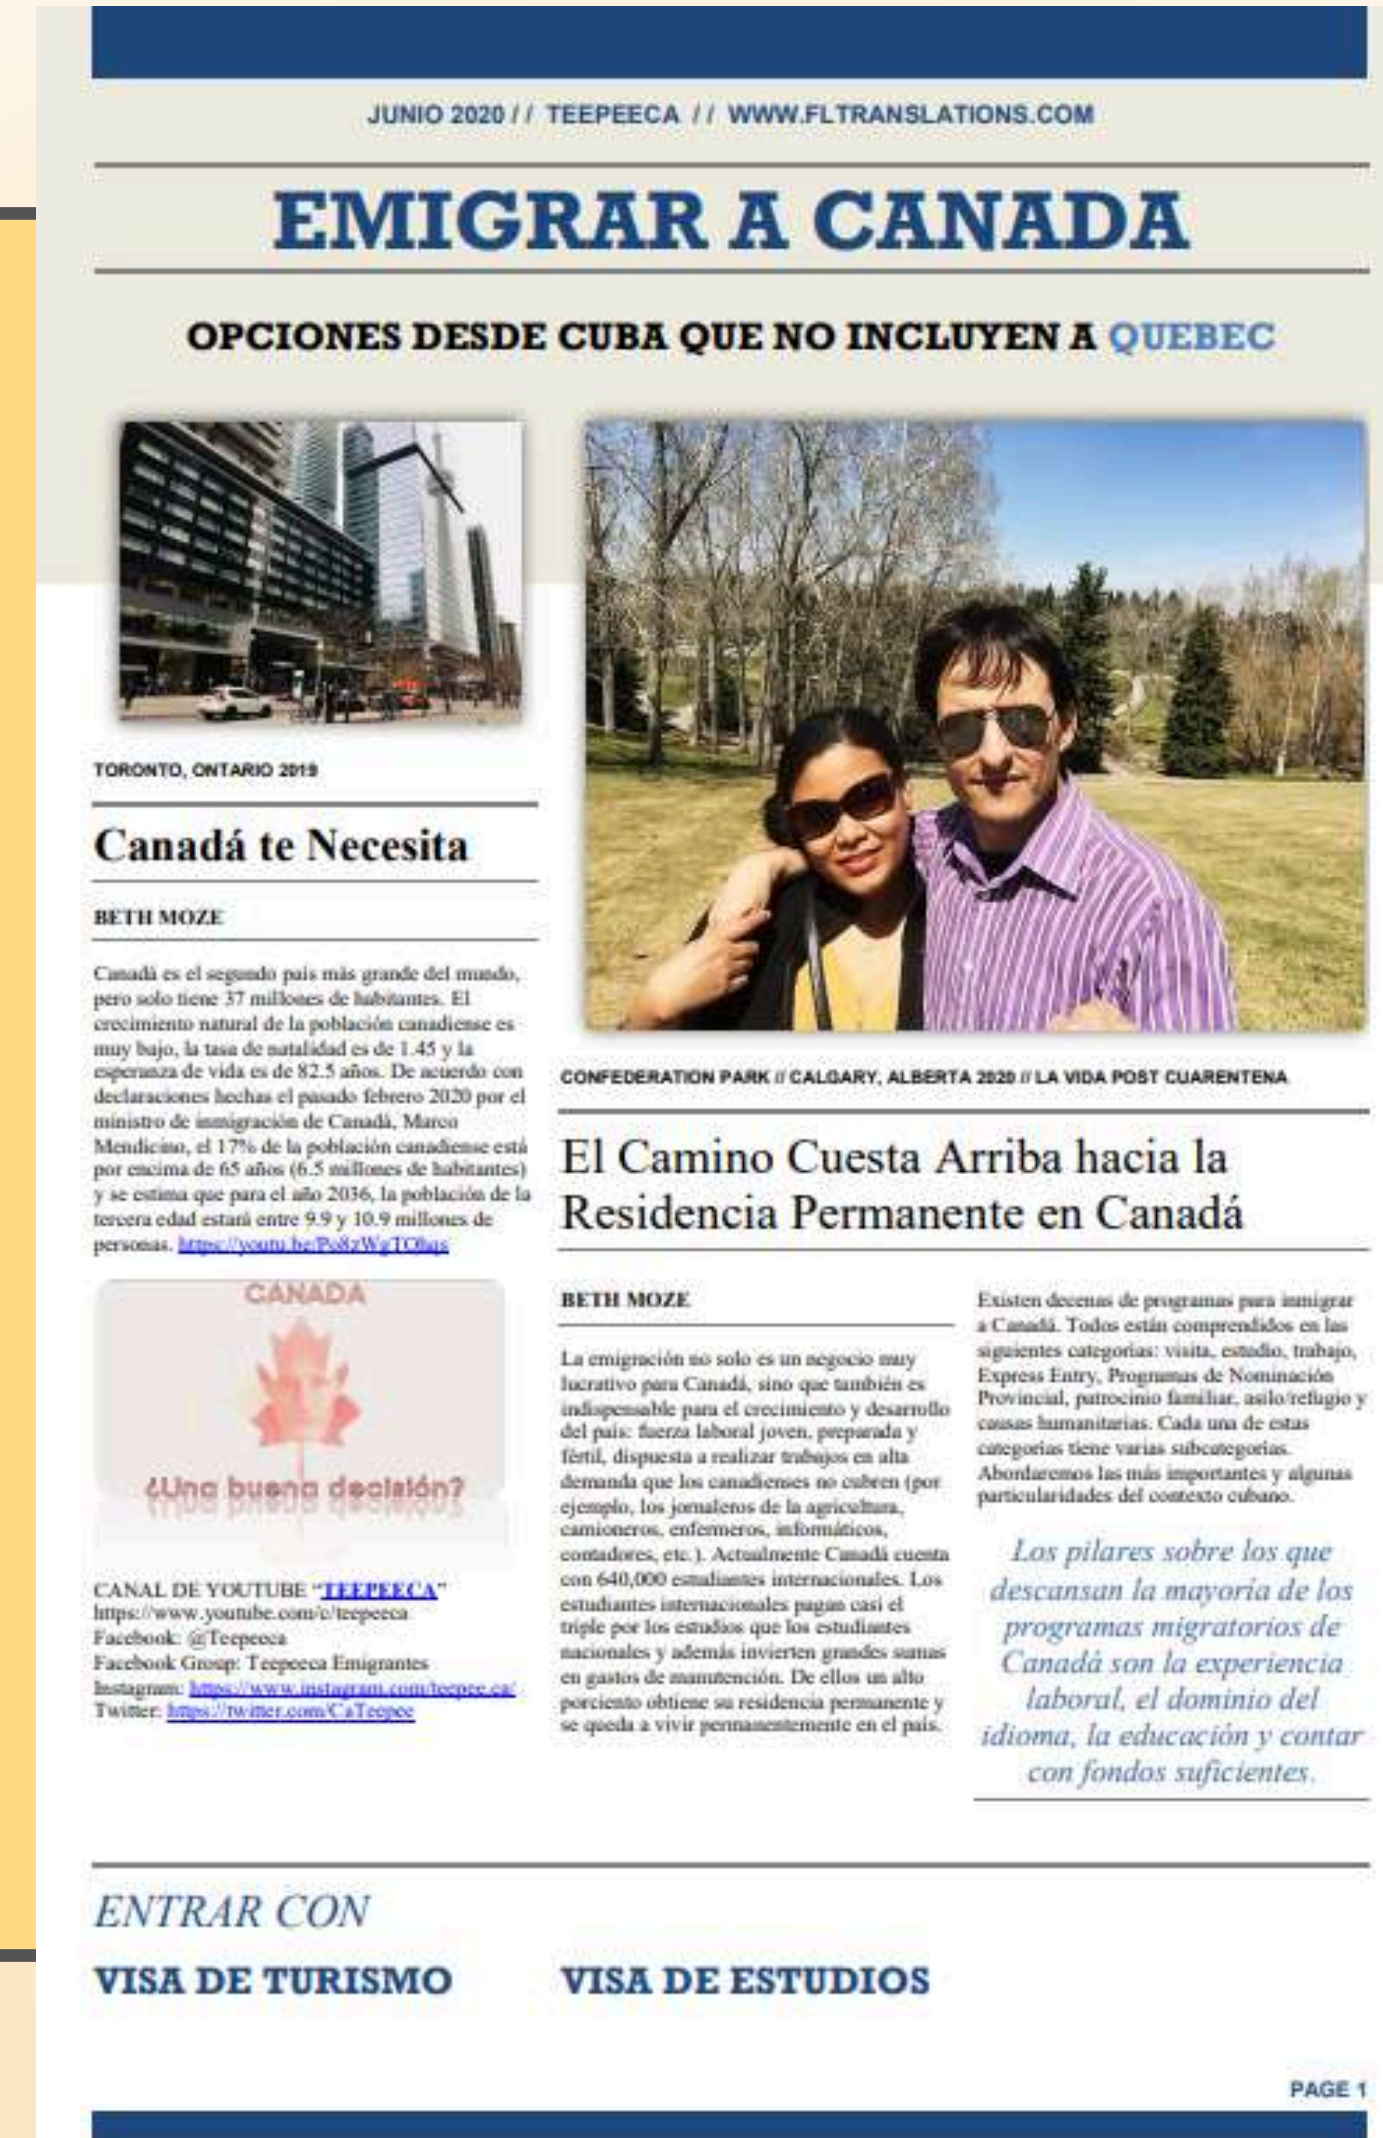 JUNIO 2020 // TEEPEECA // WWW.FLTRANSLATIONS.COM
EMIGRAR A CANADA
OPCIONES DESDE CUBA QUE NO INCLUYEN A QUEBEC
TORONTO, ONTARIO 2019
Canadá te Necesita
BETH MOZE
Canadá es el segundo país más grande del mundo,
pero solo tiene 37 millones de habitantes. El
crecimiento natural de la población canadiense es
muy bajo, la tasa de natalidad es de 1.45 y la
esperanza de vida es de 82.5 años. De acuerdo con
declaraciones hechas el pasado febrero 2020 por el
ministro de inmigración de Canadá, Marco
Mendicino, el 17% de la población canadiense está
por encima de 65 años (6.5 millones de habitantes)
y se estima que para el año 2036, la población de la
tercera edad estará entre 9.9 y 10.9 millones de
personas.
CANADA
¿Una buena decisión?
CANAL DE YOUTUBE “TEEPEECA”
https://www.youtube.com/c/teepeeca
Facebook: @Teepeeca
Facebook Group: Teepeeca Emigrantes
Instagram: https://www.instagram.com/teepee.ca/
Twitter: https://twitter.com/CaTeepee
CONFEDERATION PARK // CALGARY, ALBERTA 2020 // LA VIDA POST CUARENTENA
El Camino Cuesta Arriba hacia la
Residencia Permanente en Canadá
BETH MOZE
La emigración no solo es un negocio muy
lucrativo para Canadá, sino que también es
indispensable para el crecimiento y desarrollo
del país: fuerza laboral joven, preparada y
fértil, dispuesta a realizar trabajos en alta
demanda que los canadienses no cubren (por
ejemplo, los jornaleros de la agricultura,
camioneros, enfermeros, informáticos,
contadores, etc.). Actualmente Canadá cuenta
con 640,000 estudiantes internacionales. Los
estudiantes internacionales pagan casi el
triple por los estudios que los estudiantes
nacionales y además invierten grandes sumas
en gastos de manutención. De ellos un alto
porciento obtiene su residencia permanente y
se queda a vivir permanentemente en el país.
Existen decenas de programas para inmigrar
a Canadá. Todos están comprendidos en las
siguientes categorías: visita, estudio, trabajo,
Express Entry, Programas de Nominación
Provincial, patrocinio familiar, asilo/refugio y
causas humanitarias. Cada una de estas
categorías tiene varias subcategorías.
Abordaremos las más importantes y algunas
particularidades del contexto cubano.
Los pilares sobre los que
descansan la mayoría de los
programas migratorios de
Canadá son la experiencia
laboral, el dominio del
idioma, la educación y contar
con fondos suficientes.
ENTRAR CON
VISA DE TURISMO
VISA DE ESTUDIOS
PAGE 1